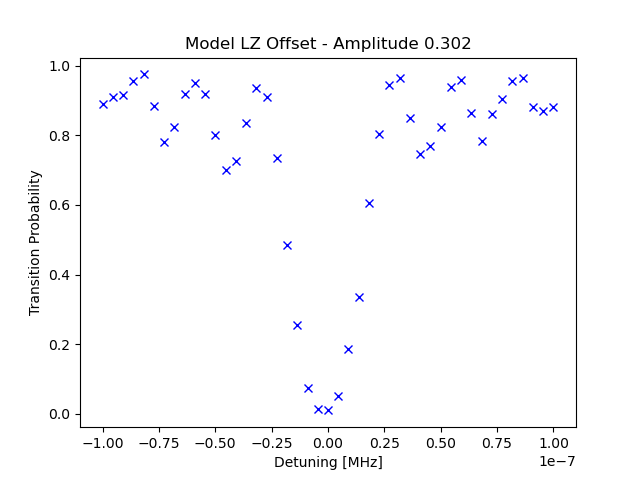 Model LZ Offset - Amplitude 0.302
Transition Probability
1.0
0.8
0.6
0.4
0.2
0.0
−1.00 −0.75 −0.50 −0.25 0.00 0.25 0.50 0.75 1.00
1e−7
Detuning [MHz]